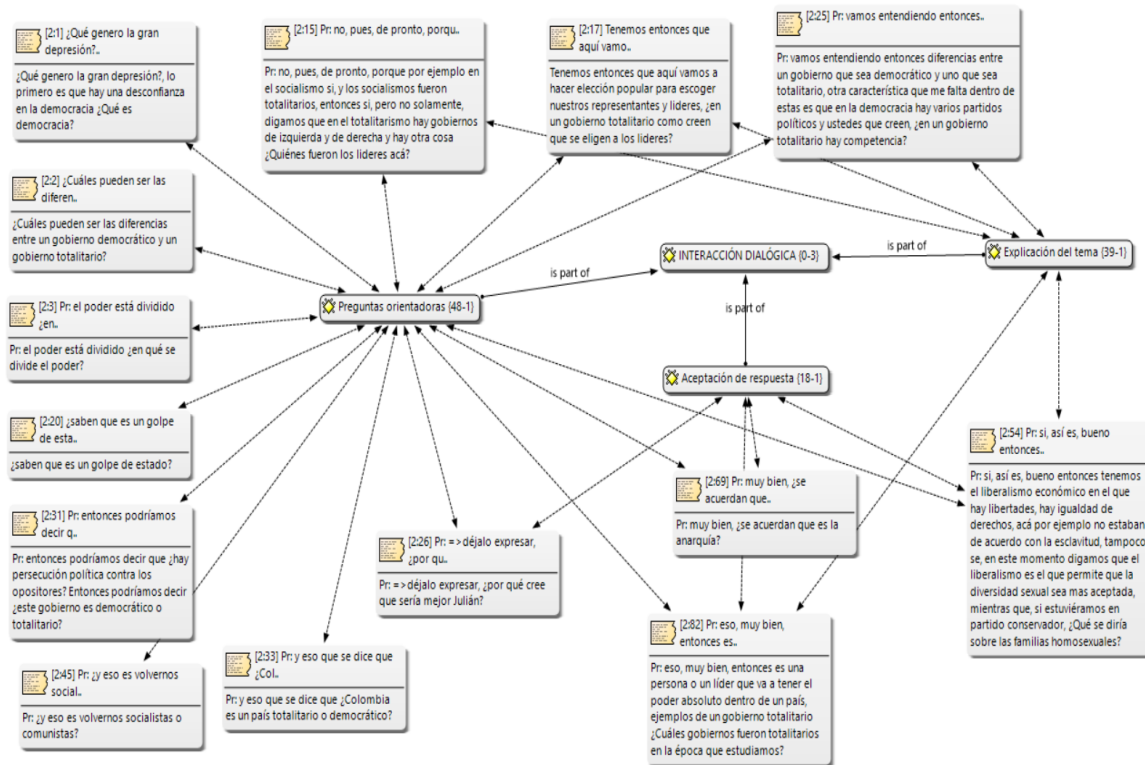 [2:1] ¿Qué genero la gran
depresión?..
¿Qué genero la gran depresión?, lo
primero es que hay una desconfianza
en la democracia ¿Qué es
democracia?
[2:15] Pr: no, pues, de pronto, porqu..
Pr: no, pues, de pronto, porque por ejemplo en
el socialismo si, y los socialismos fueron
totalitarios, entonces si, pero no solamente,
digamos que en el totalitarismo hay gobiernos
de izquierda y de derecha y hay otra cosa
¿Quiénes fueron los lideres acá?
[2:17] Tenemos entonces que
aquí vamo..
Tenemos entonces que aquí vamos a
hacer elección popular para escoger
nuestros representantes y lideres, ¿en
un gobierno totalitario como creen
que se eligen a los lideres?
[2:25] Pr: vamos entendiendo entonces..
Pr: vamos entendiendo entonces diferencias entre
un gobierno que sea democrático y uno que sea
totalitario, otra característica que me falta dentro de
estas es que en la democracia hay varios partidos
políticos y ustedes que creen, ¿en un gobierno
totalitario hay competencia?
[2:2] ¿Cuáles pueden ser las
diferen..
¿Cuáles pueden ser las diferencias
entre un gobierno democrático y un
gobierno totalitario?
is part of
INTERACCIÓN DIALÓGICA {0-3}
is part of
Explicación del tema {39-1}
Preguntas orientadoras {48-1}
is part of
[2:3] Pr: el poder está dividido
¿en..
Pr: el poder está dividido ¿en qué se
divide el poder?
Aceptación de respuesta {18-1}
[2:20] ¿saben que es un golpe
de esta..
¿saben que es un golpe de estado?
[2:54] Pr: si, así es, bueno
entonces..
Pr: si, así es, bueno entonces tenemos
el liberalismo económico en el que
hay libertades, hay igualdad de
derechos, acá por ejemplo no estaban
de acuerdo con la esclavitud, tampoco
se, en este momento digamos que el
liberalismo es el que permite que la
diversidad sexual sea mas aceptada,
mientras que, si estuviéramos en
partido conservador, ¿Qué se diría
sobre las familias homosexuales?
[2:69] Pr: muy bien, ¿se
acuerdan que..
Pr: muy bien, ¿se acuerdan que es la
anarquía?
[2:31] Pr: entonces podríamos
decir q..
Pr: entonces podríamos decir que ¿hay
persecución política contra los
opositores? Entonces podríamos decir
¿este gobierno es democrático o
totalitario?
[2:26] Pr: =>déjalo expresar,
¿por qu..
Pr: =>déjalo expresar, ¿por qué cree
que sería mejor Julián?
[2:82] Pr: eso, muy bien,
entonces es..
Pr: eso, muy bien, entonces es una
persona o un líder que va a tener el
poder absoluto dentro de un país,
ejemplos de un gobierno totalitario
¿Cuáles gobiernos fueron totalitarios
en la época que estudiamos?
[2:45] Pr: ¿y eso es volvernos
social..
Pr: ¿y eso es volvernos socialistas o
comunistas?
[2:33] Pr: y eso que se dice que
¿Col..
Pr: y eso que se dice que ¿Colombia
es un país totalitario o democrático?